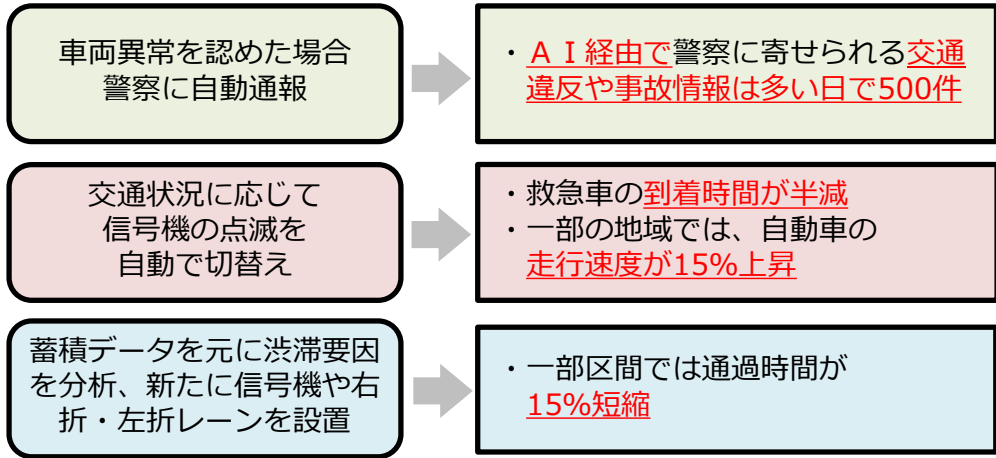 車両異常を認めた場合
警察に自動通報
・ＡＩ経由で警察に寄せられる交通
違反や事故情報は多い日で500件
交通状況に応じて
信号機の点滅を
自動で切替え
・救急車の到着時間が半減
・一部の地域では、自動車の
走行速度が15%上昇
蓄積データを元に渋滞要因
を分析、新たに信号機や右
折・左折レーンを設置
・一部区間では通過時間が
15%短縮